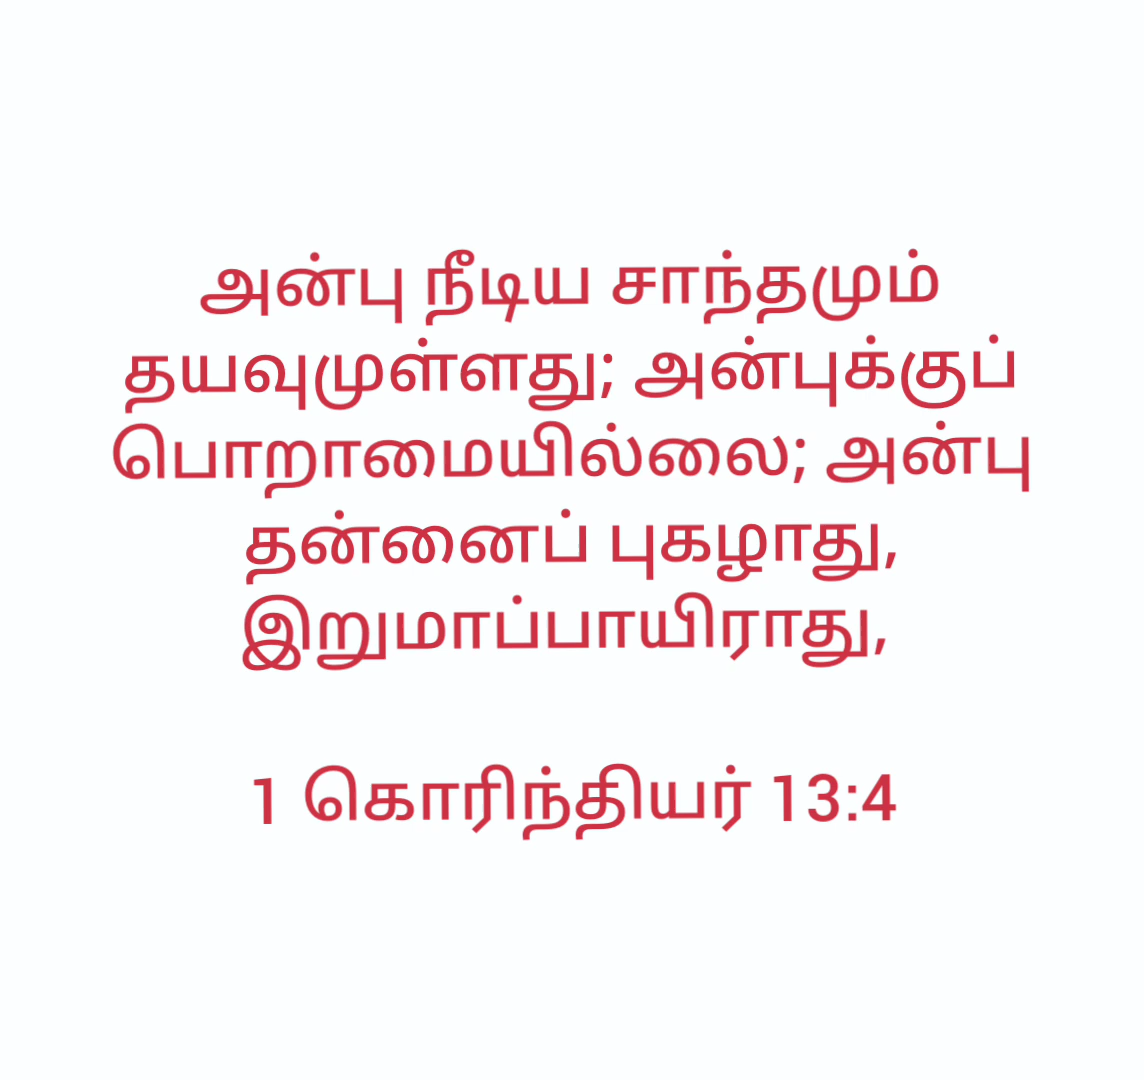 அன்பு நீடிய சாந்தமும்
தயவுமுள்ளது; அன்புக்குப்
பொறாமையில்லை; அன்பு
தன்னைப் புகழாது,
இறுமாப்பாயிராது,
1 கொரிந்தியர் 13:4